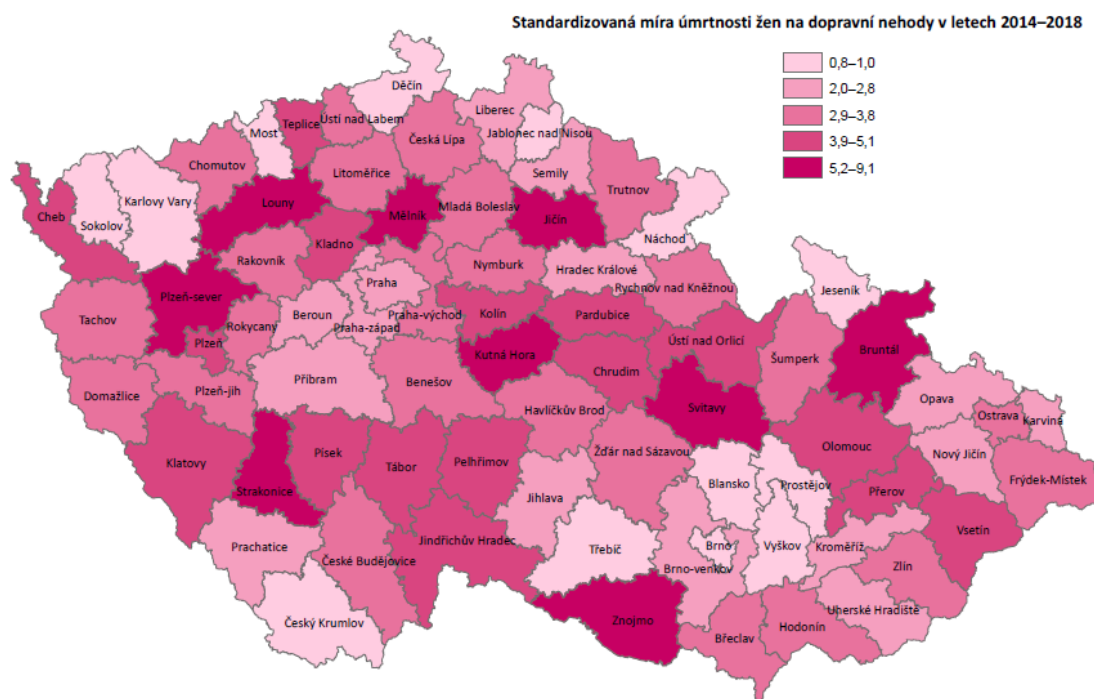 Standardizovaná míra úmrtnosti žen na dopravní nehody v letech 2014–2018
0,8–1,0
2,0–2,8
2,9–3,8
3,9–5,1
5,2–9,1
Děčín
Liberec
Teplice
Ústí nad Labem
Most
Jablonec nad Nisou
Česká Lípa
Chomutov
Litoměřice
Semily
Trutnov
Cheb
Sokolov
Karlovy Vary
Louny
Mělník
Mladá Boleslav
Jičín
Náchod
Kladno
Rakovník
Nymburk
Hradec Králové
Rychnov nad Kněžnou
Jeseník
Plzeň-sever
Praha
Tachov
Rokycany
Beroun
Praha-západ
Praha-východ
Kolín
Pardubice
Ústí nad Orlicí
Šumperk
Bruntál
Plzeň
Kutná Hora
Chrudim
Domažlice
Plzeň-jih
Příbram
Benešov
Havlíčkův Brod
Svitavy
Opava
Ostrava
Karviná
Klatovy
Strakonice
Písek
Tábor
Pelhřimov
Žďár nad Sázavou
Olomouc
Nový Jičín
Frýdek-Místek
Jihlava
Blansko
Prostějov
Přerov
Vsetín
Prachatice
České Budějovice
Jindřichův Hradec
Třebíč
Brno
Vyškov
Kroměříž
Brno-venkov
Zlín
Český Krumlov
Znojmo
Břeclav
Hodonín
Uherské Hradiště